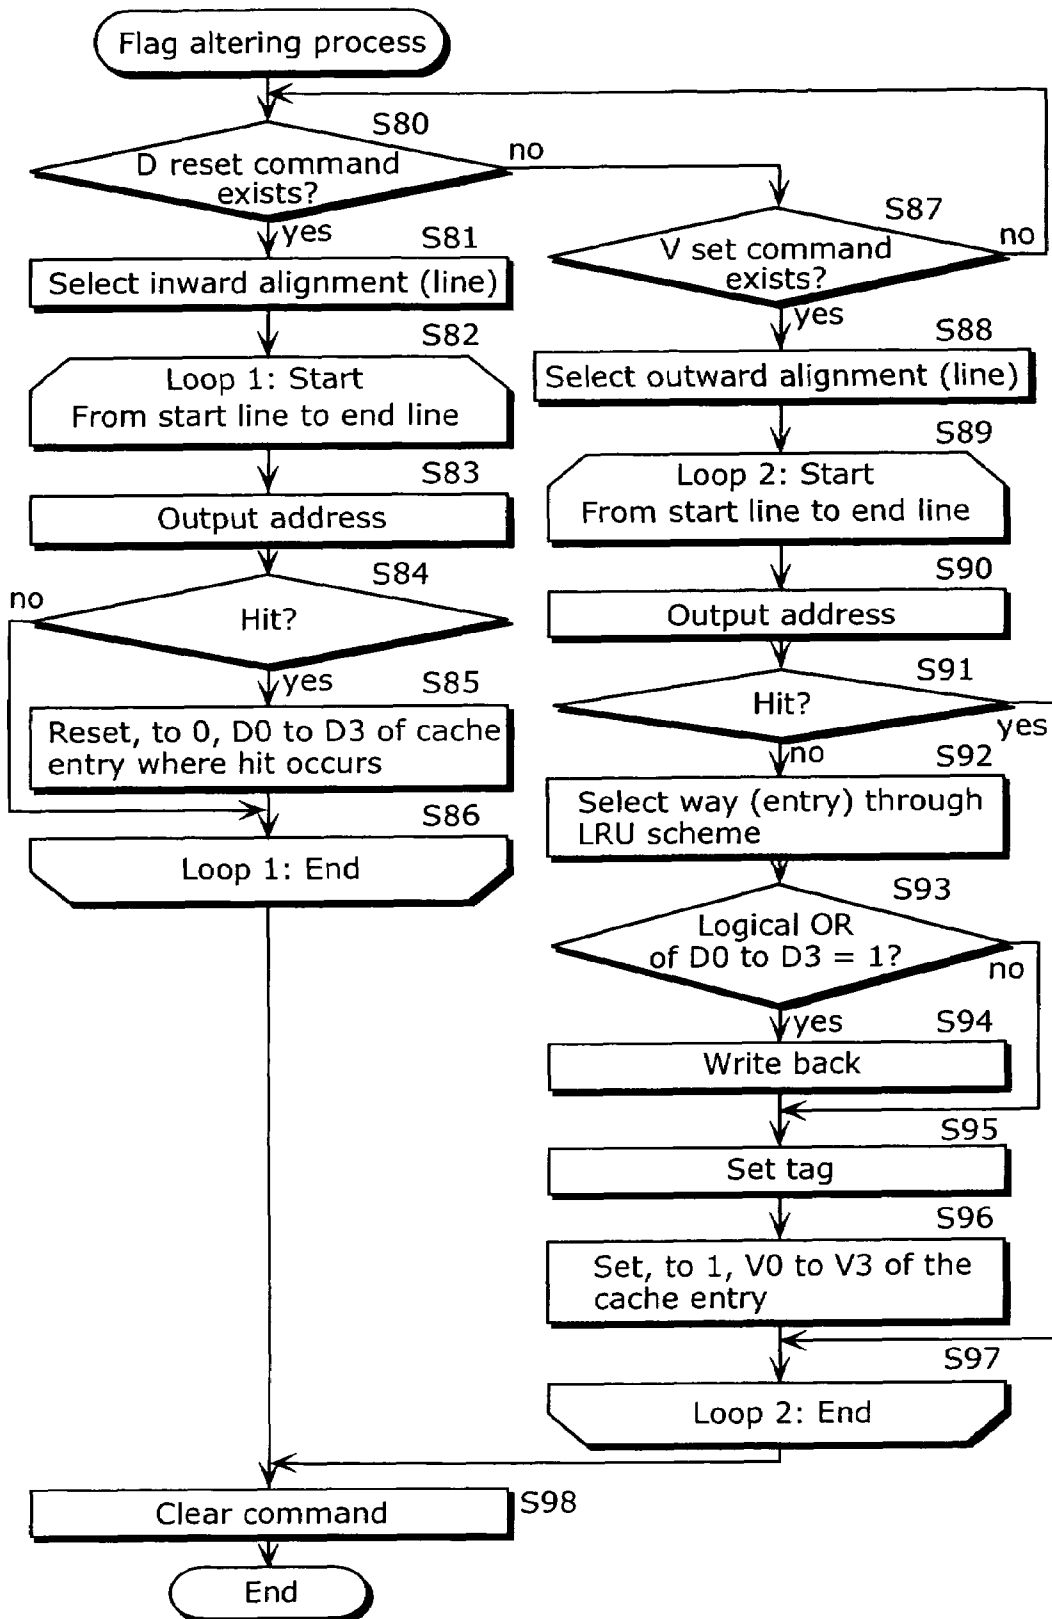 Flag altering process
S80
D reset command
exists?
no
yes
S81
Select inward alignment (line)
S82
Loop 1: Start
From start line to end line
S83
Output address
S84
no
Hit?
yes
S85
Reset, to 0, D0 to D3 of cache
entry where hit occurs
S86
Loop 1: End
S87
V set command
exists?
no
yes
S88
Select outward alignment (line)
S89
Loop 2: Start
From start line to end line
S90
Output address
S91
Hit?
yes
no
S92
Select way (entry) through
LRU scheme
S93
Logical OR
of D0 to D3 = 1?
no
yes
S94
Write back
S95
Set tag
S96
Set, to 1, V0 to V3 of the
cache entry
S97
Loop 2: End
Clear command
S98
End